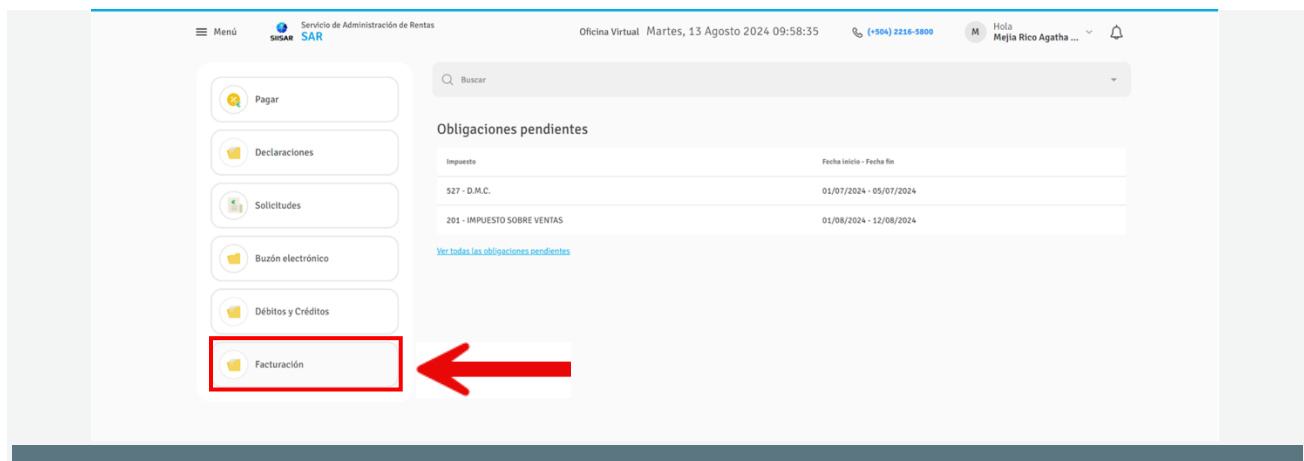 Menú
SIISAR
Servicio de Administración de Rentas
SAR
Oficina Virtual Martes, 13 Agosto 2024 09:58:35
(+504) 2216-5800
M
Hola
Mejia Rico Agatha ...
Pagar
Declaraciones
Solicitudes
Buzón electrónico
Débitos y Créditos
Facturación
Buscar
Obligaciones pendientes
Impuesto Fecha inicio - Fecha fin
527 - D.M.C. 01/07/2024 - 05/07/2024
201 - IMPUESTO SOBRE VENTAS 01/08/2024 - 12/08/2024
Ver todas las obligaciones pendientes